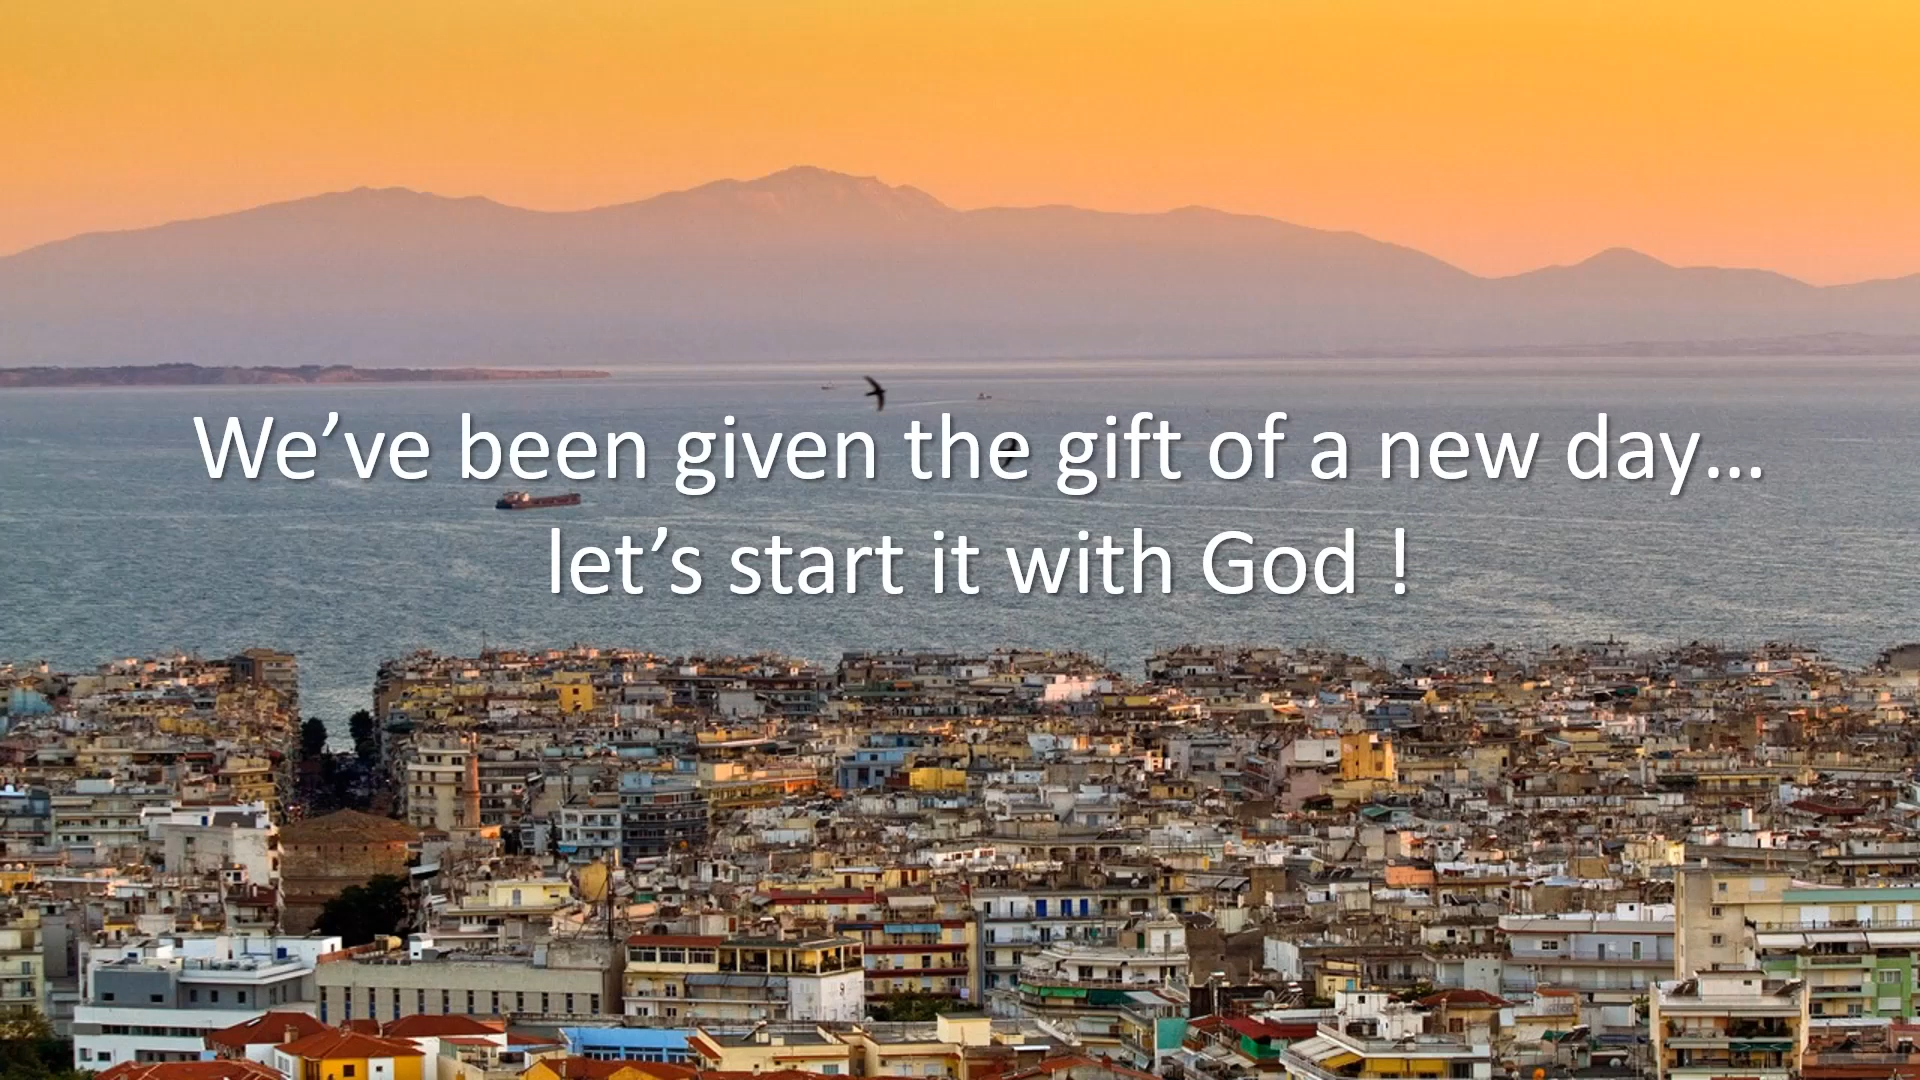 We’ve been given the gift of a new day…
let’s start it with God !